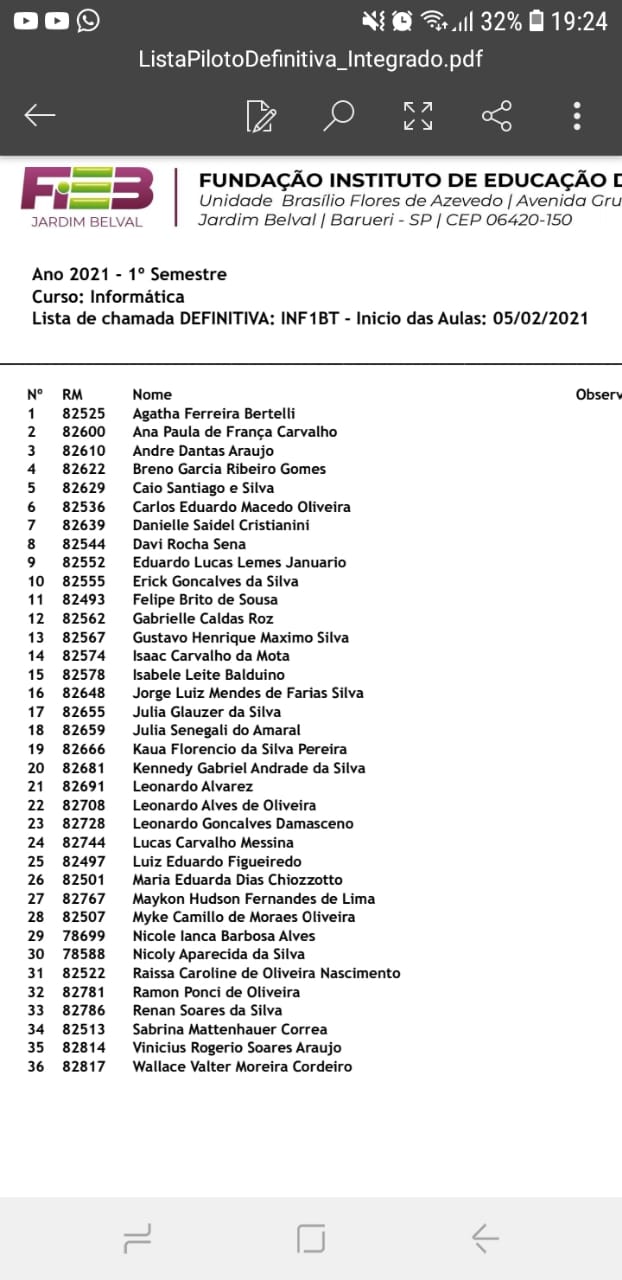 32% 19:24
ListaPilotoDefinitiva_Integrado.pdf
FIEB
JARDIM BELVAL
FUNDAÇÃO INSTITUTO DE EDUCAÇÃO D
Unidade Brasílio Flores de Azevedo | Avenida Gru
Jardim Belval | Barueri - SP | CEP 06420-150
Ano 2021 - 1º Semestre
Curso: Informática
Lista de chamada DEFINITIVA: INF1BT - Inicio das Aulas: 05/02/2021
Nº RM Nome Observ
1 82525 Agatha Ferreira Bertelli
2 82600 Ana Paula de França Carvalho
3 82610 Andre Dantas Araujo
4 82622 Breno Garcia Ribeiro Gomes
5 82629 Caio Santiago e Silva
6 82536 Carlos Eduardo Macedo Oliveira
7 82639 Danielle Saidel Cristianini
8 82544 Davi Rocha Sena
9 82552 Eduardo Lucas Lemes Januario
10 82555 Erick Goncalves da Silva
11 82493 Felipe Brito de Sousa
12 82562 Gabrielle Caldas Roz
13 82567 Gustavo Henrique Maximo Silva
14 82574 Isaac Carvalho da Mota
15 82578 Isabele Leite Balduino
16 82648 Jorge Luiz Mendes de Farias Silva
17 82655 Julia Glauzer da Silva
18 82659 Julia Senegali do Amaral
19 82666 Kaua Florencio da Silva Pereira
20 82681 Kennedy Gabriel Andrade da Silva
21 82691 Leonardo Alvarez
22 82708 Leonardo Alves de Oliveira
23 82728 Leonardo Goncalves Damasceno
24 82744 Lucas Carvalho Messina
25 82497 Luiz Eduardo Figueiredo
26 82501 Maria Eduarda Dias Chiozzotto
27 82767 Maykon Hudson Fernandes de Lima
28 82507 Myke Camillo de Moraes Oliveira
29 78699 Nicole Ianca Barbosa Alves
30 78588 Nicoly Aparecida da Silva
31 82522 Raissa Caroline de Oliveira Nascimento
32 82781 Ramon Ponci de Oliveira
33 82786 Renan Soares da Silva
34 82513 Sabrina Mattenhauer Correa
35 82814 Vinicius Rogerio Soares Araujo
36 82817 Wallace Valter Moreira Cordeiro